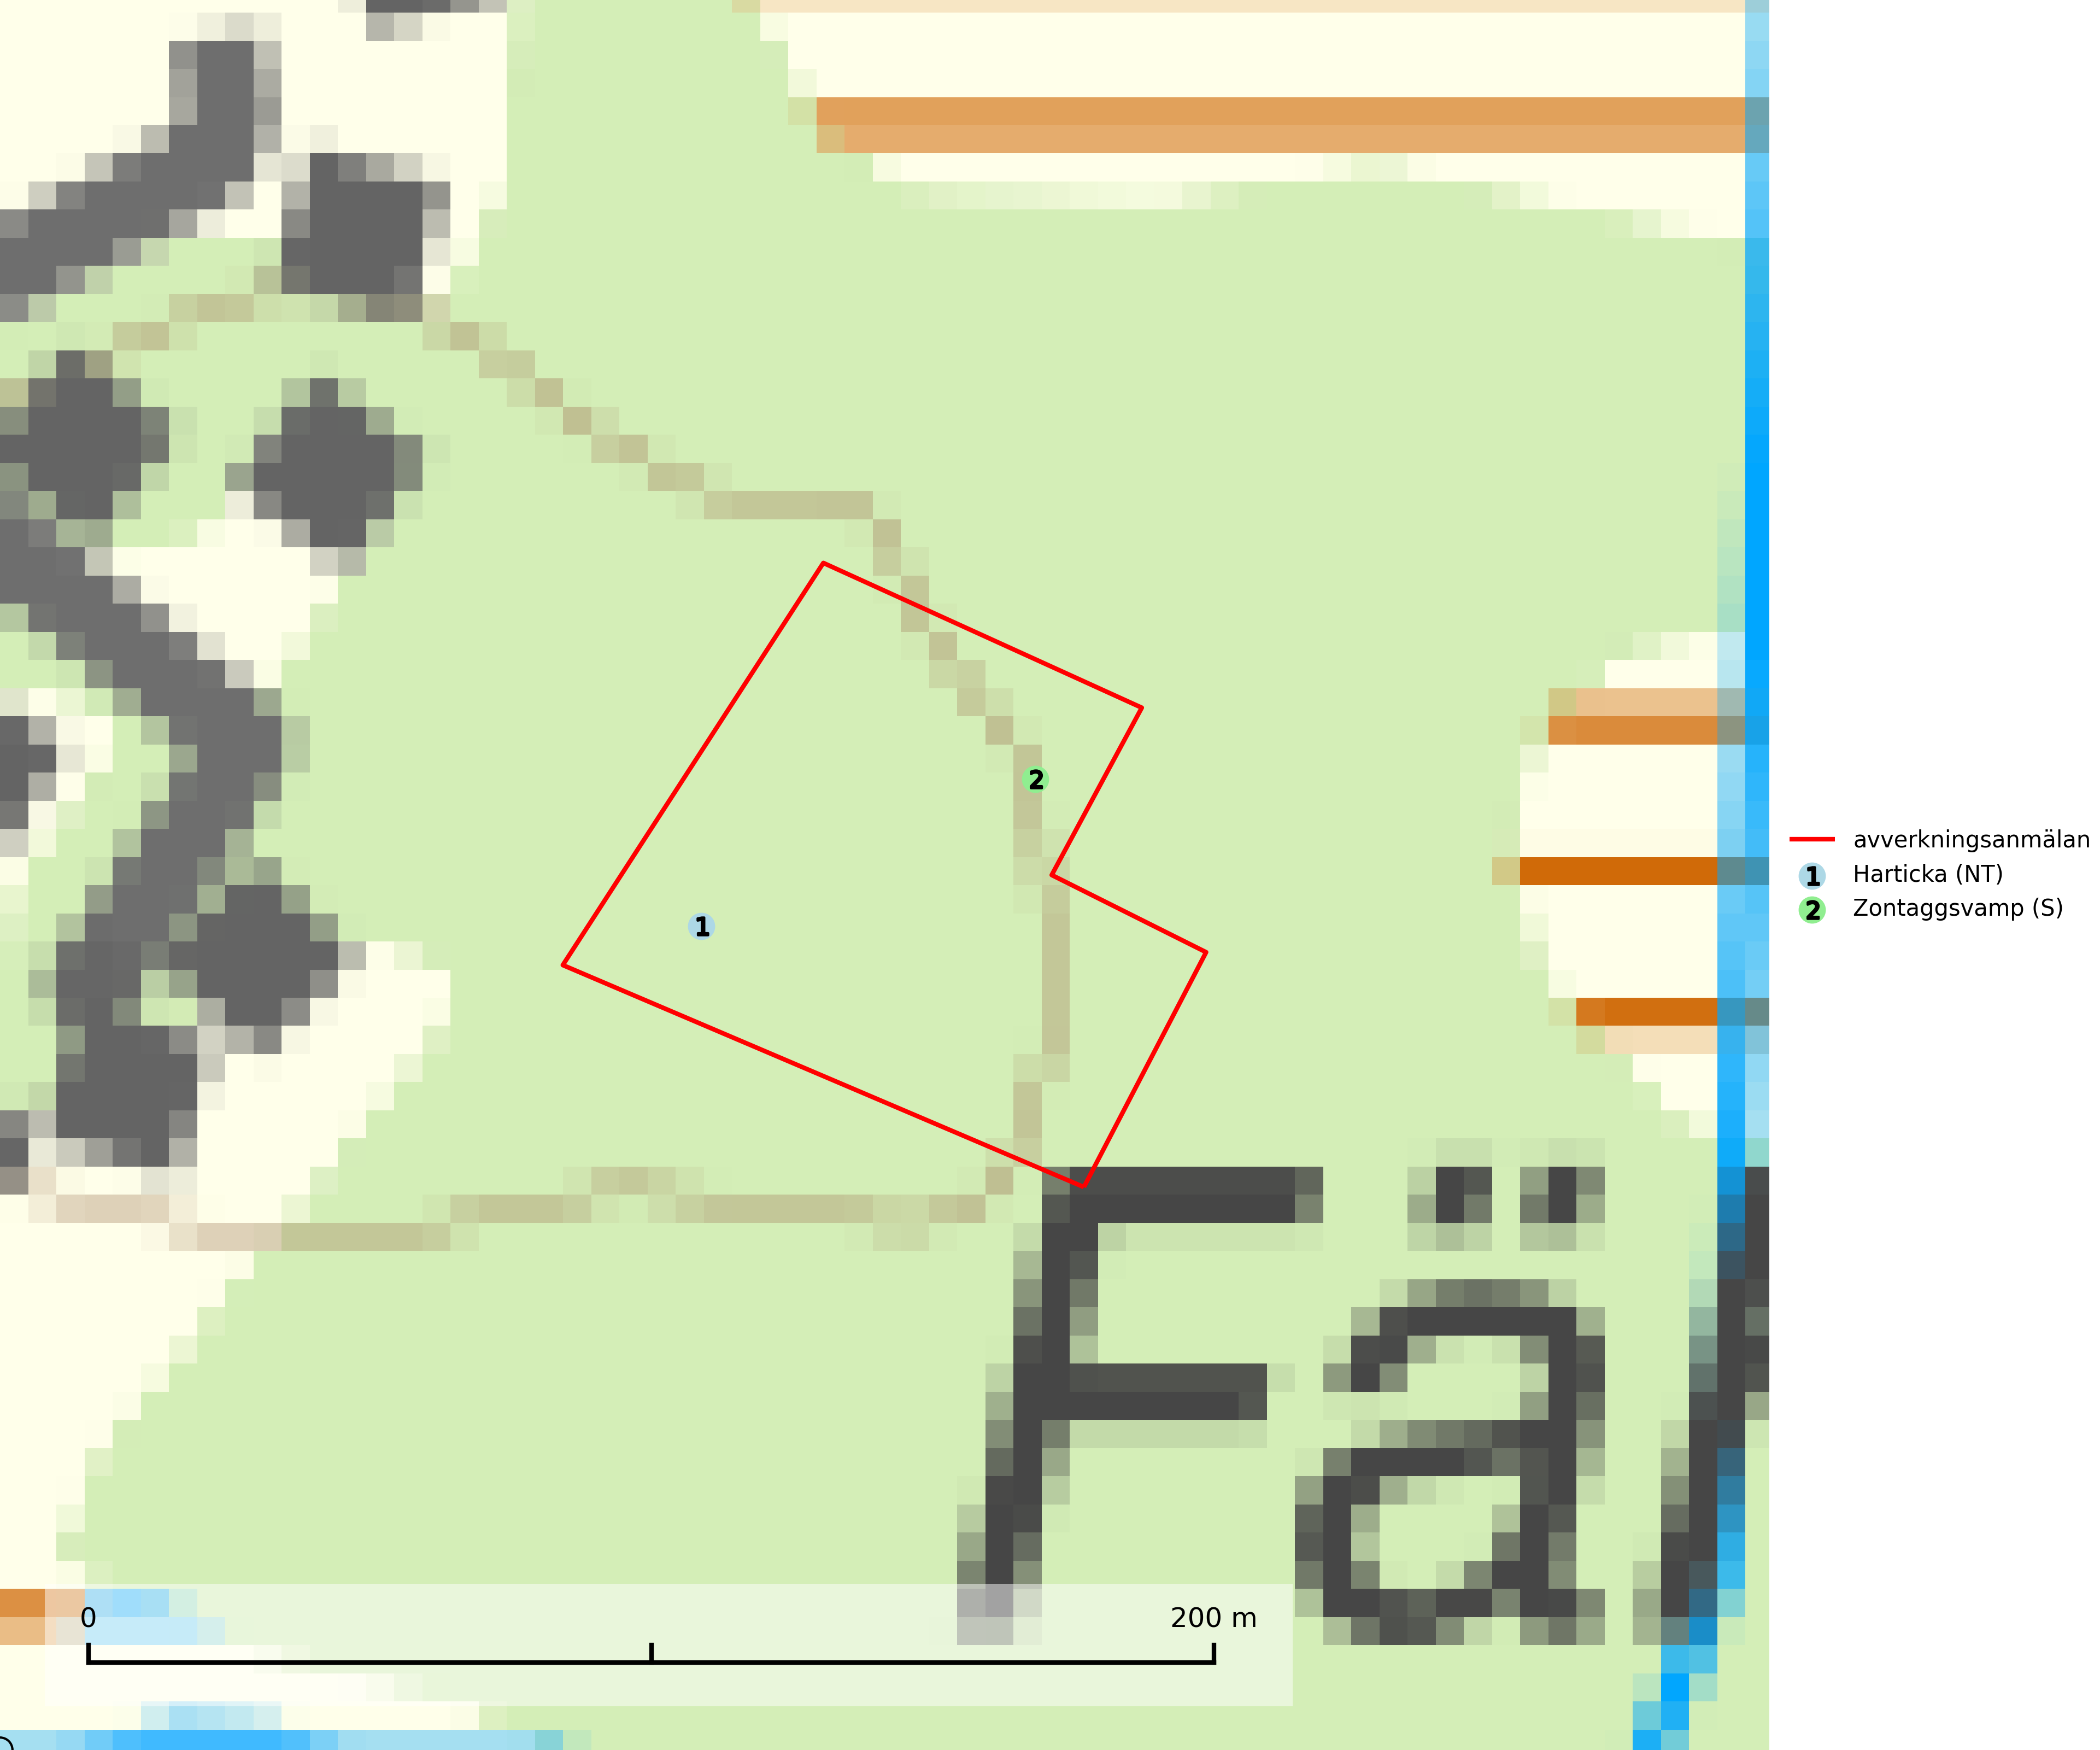 2
1
Fä
0 200 m
avverkningsanmälan
1 Harticka (NT)
2 Zontaggsvamp (S)